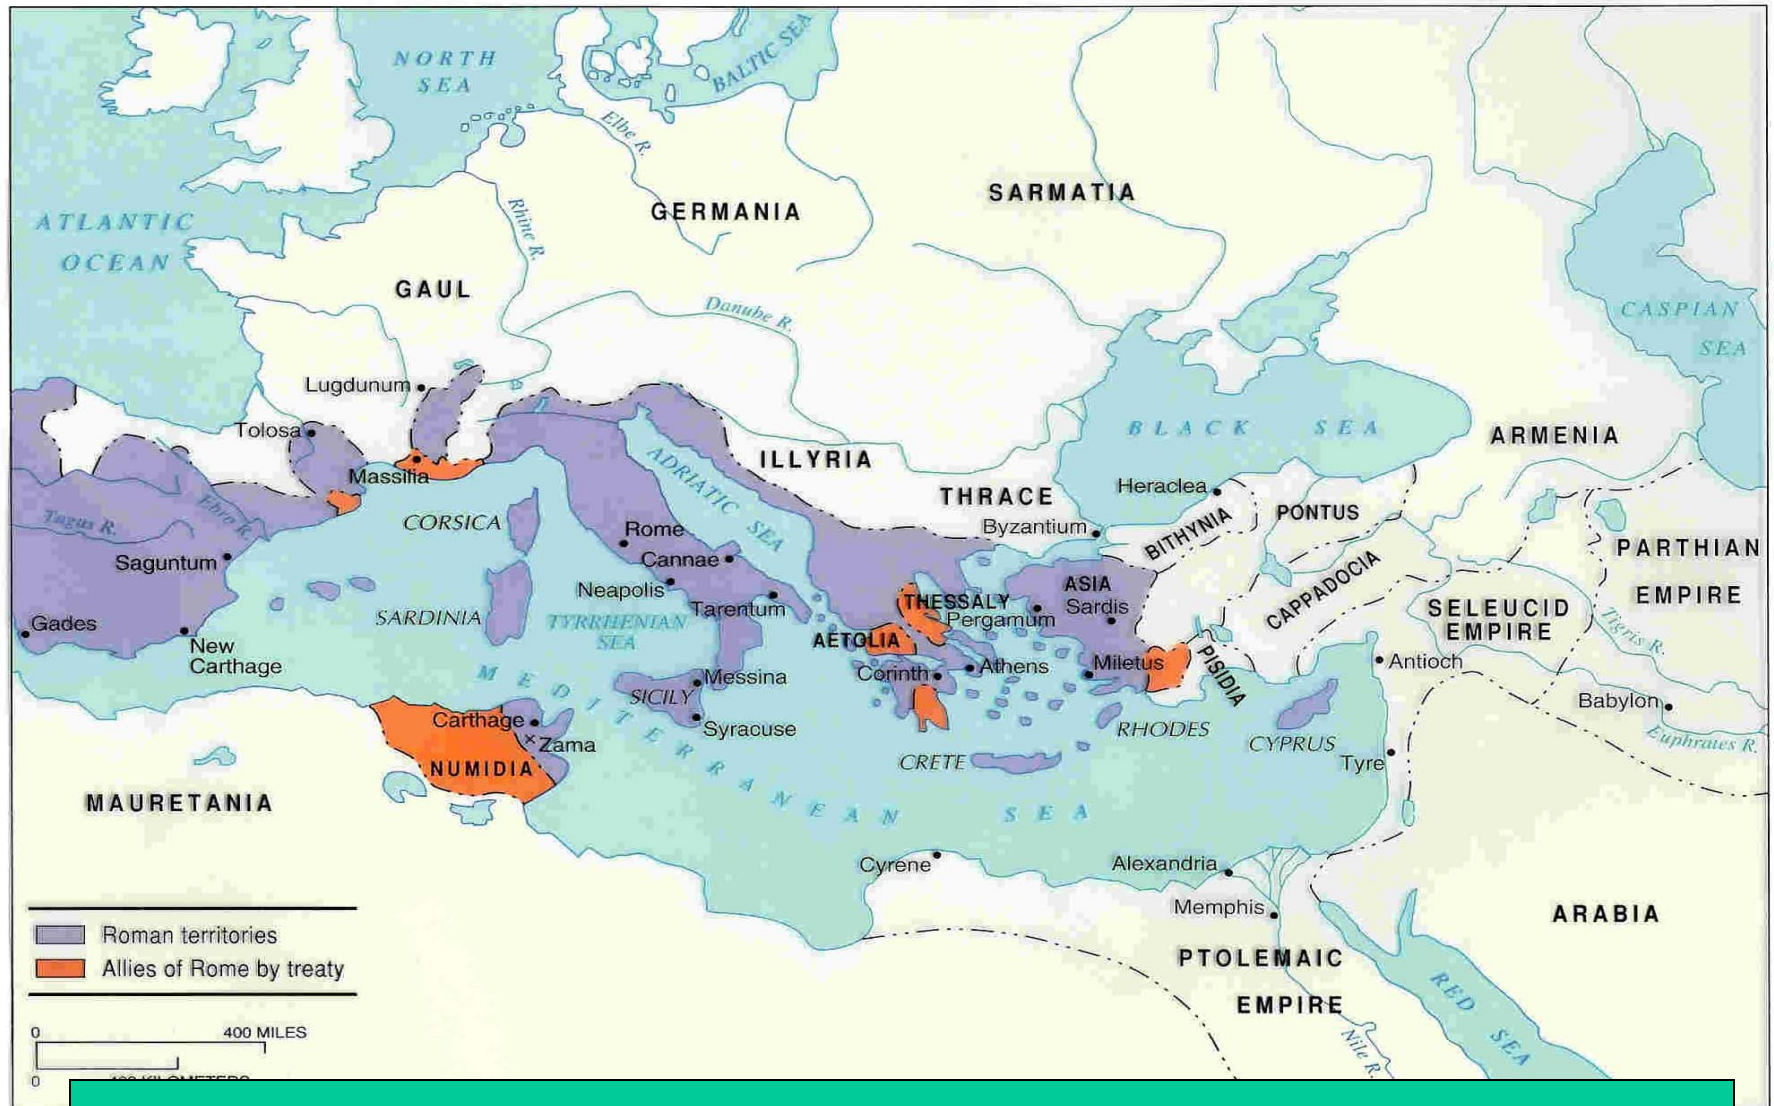 NORTH
SEA
BALTIC SEA
Elbe R.
ATLANTIC
OCEAN
Rhine R.
GERMANIA
SARMATIA
GAUL
Danube R.
CASPIAN
SEA
Lugdunum
Tolosa
Massilia
ADRIATIC SEA
ILLYRIA
BLACK SEA
ARMENIA
THRACE
Heraclea
Byzantium
BITHYNIA
PONTUS
CAPPADOCIA
PARTHIAN
EMPIRE
Tagus R.
Ebro R.
CORSICA
Saguntum
Rome
Cannae
Neapolis
Tarentum
SARDINIA
TYRRHENIAN
SEA
Gades
New
Carthage
ASIA
Sardis
THESSALY
Pergamum
AETOLIA
SELEUCID
EMPIRE
Tigris R.
Corinth
Athens
Miletus
PISIDIA
Antioch
Messina
SICILY
Syracuse
MEDITERRANEAN SEA
Carthage
Zama
NUMIDIA
RHODES
CYPRUS
CRETE
Tyre
Babylon
Euphrates R.
MAURETANIA
Cyrene
Alexandria
Memphis
ARABIA
PTOLEMAIC
EMPIRE
RED SEA
Nile R.
Roman territories
Allies of Rome by treaty
0 400 MILES
0 400 KILOMETERS